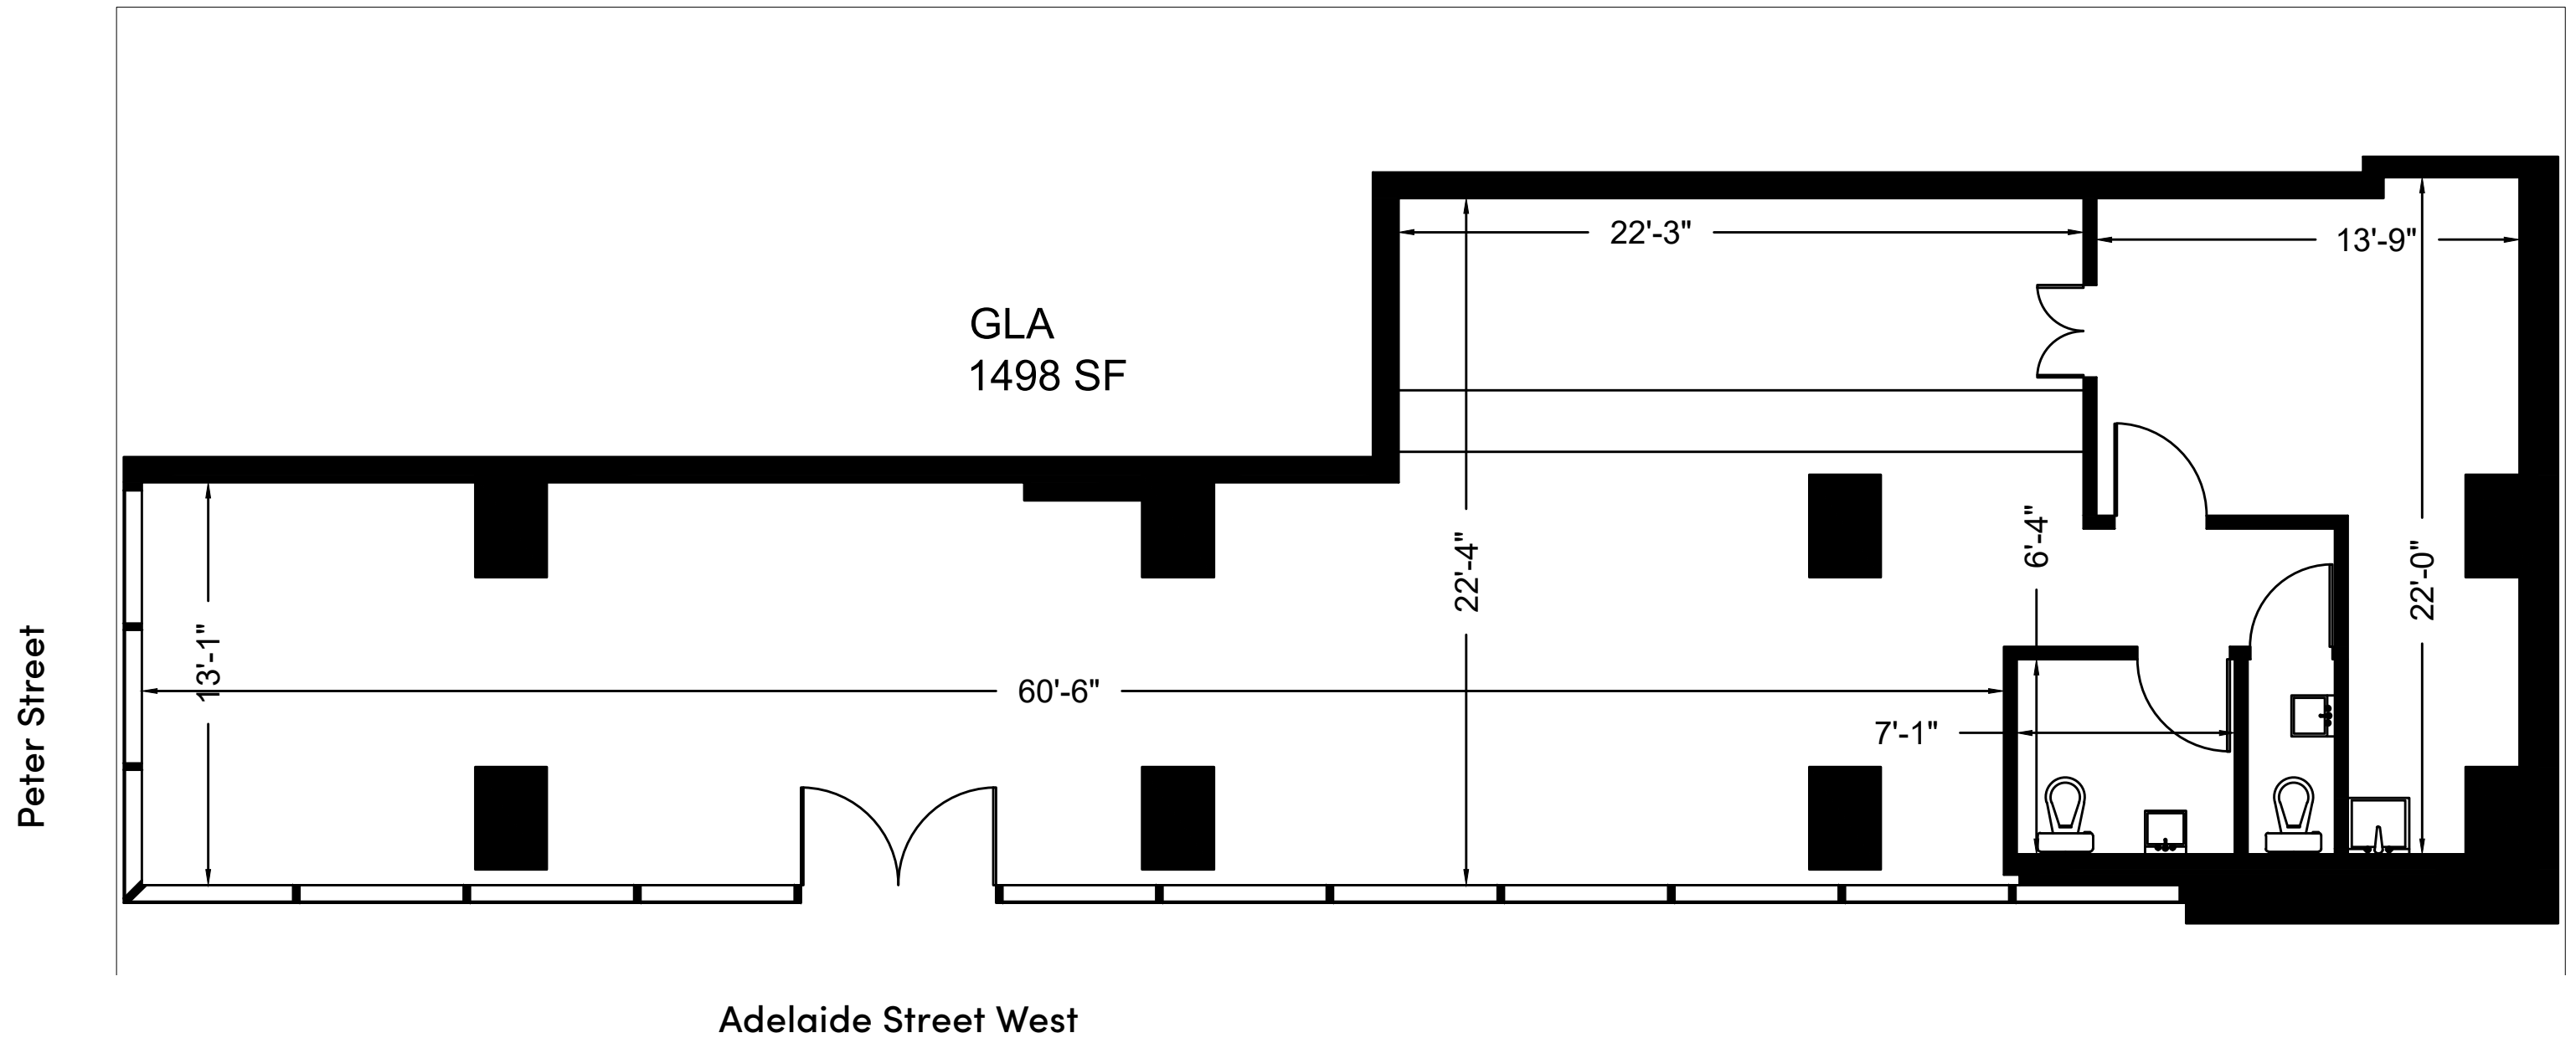 22'-3"
13'-9"
GLA
1498 SF
6'-4"
22'-4"
22'-0"
13'-1"
60'-6"
7'-1"
Peter Street
Adelaide Street West